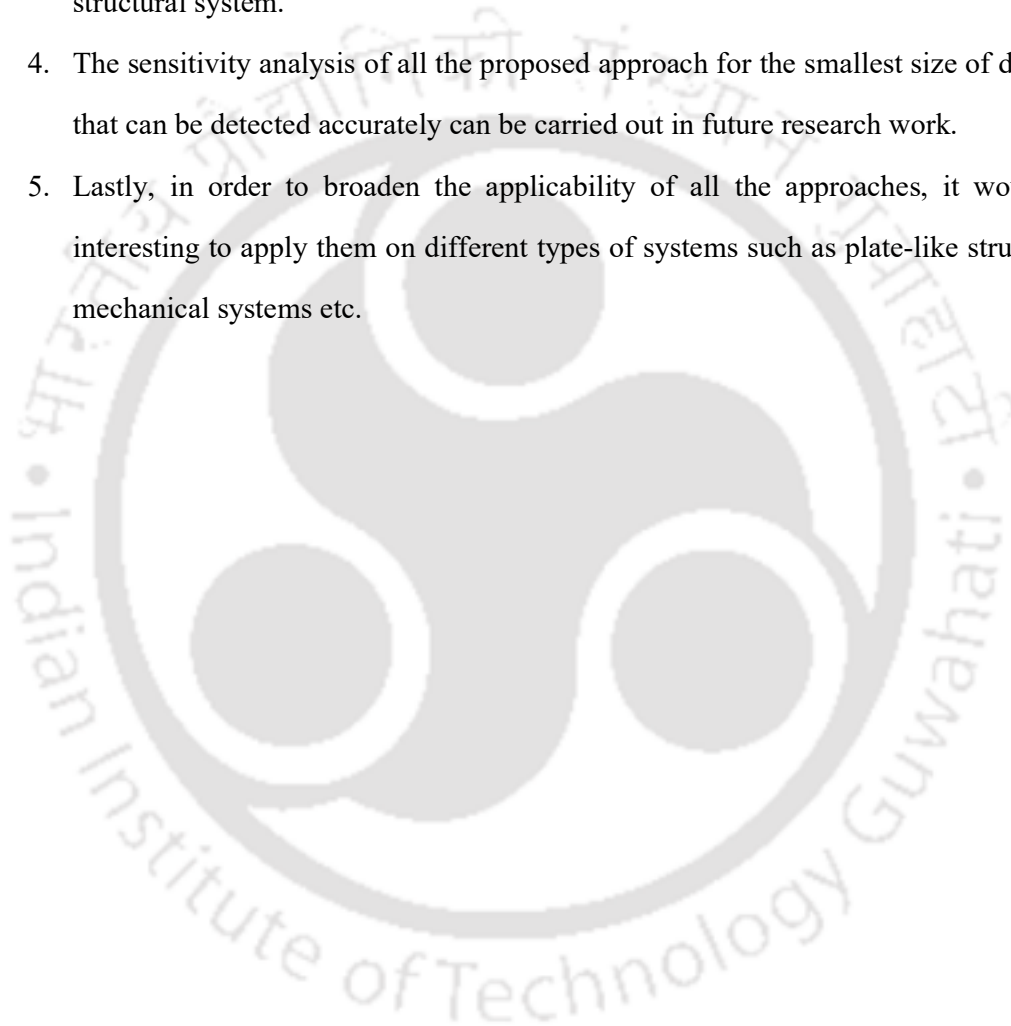 structural system.
4. The sensitivity analysis of all the proposed approach for the smallest size of
that can be detected accurately can be carried out in future research work.
5. Lastly, in order to broaden the applicability of all the approaches, it
interesting to apply them on different types of systems such as plate-like
mechanical systems etc.
भारतीय प्रौद्योगिकी संस्थान गुवाहाटी
Indian Institute of Technology Guwahati